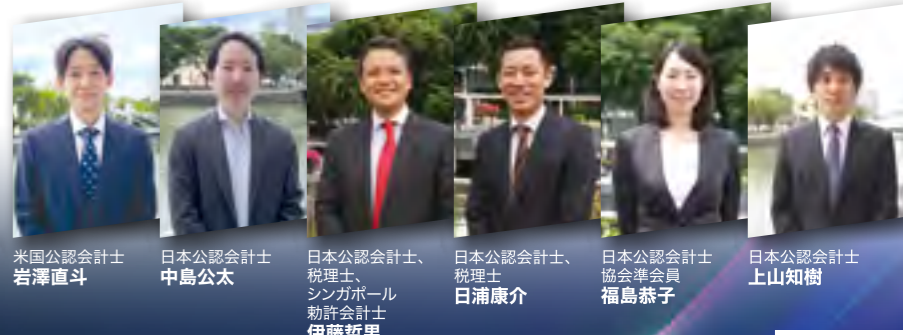 米国公認会計士
岩澤直斗
日本公認会計士
中島公太
日本公認会計士、
税理士、
シンガポール
勅許会計士
伊藤哲男
日本公認会計士、
税理士
日浦康介
日本公認会計士
協会準会員
福島恭子
日本公認会計士
上山知樹